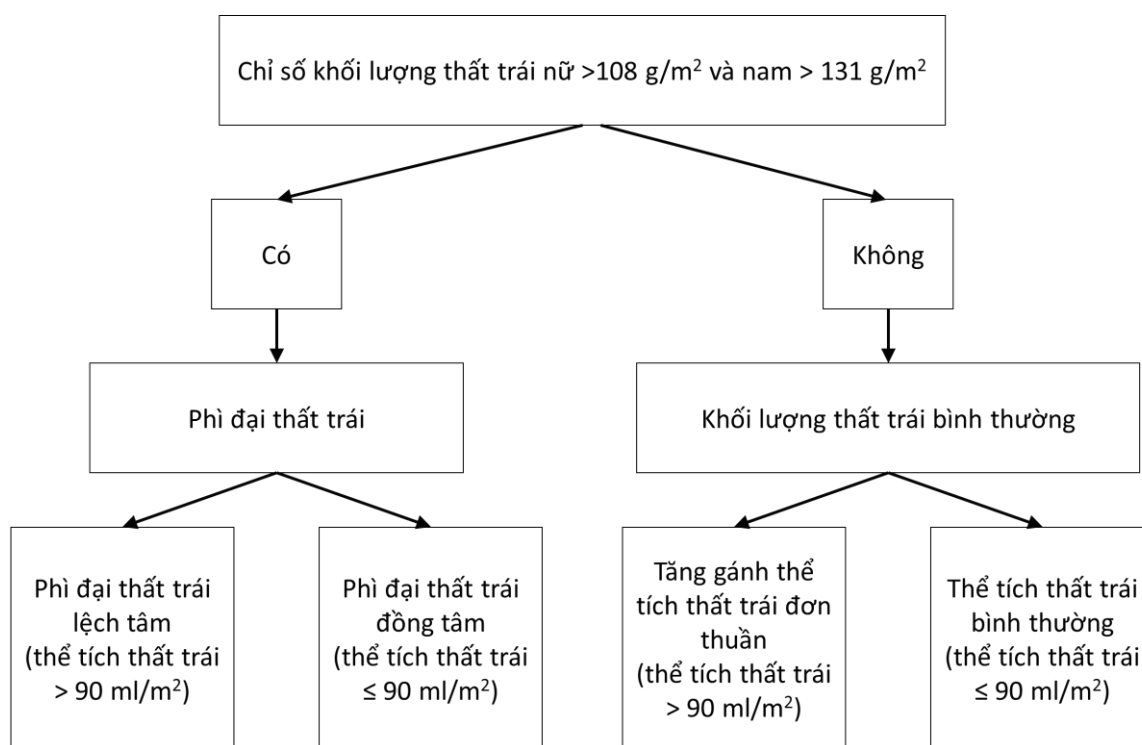 Chỉ số khối lượng thất trái nữ >108 g/m² và nam > 131 g/m²
Có
Không
Phì đại thất trái
Khối lượng thất trái bình thường
Phì đại thất trái
lệch tâm
(thể tích thất trái
> 90 ml/m²)
Phì đại thất trái
đồng tâm
(thể tích thất trái
≤ 90 ml/m²)
Tăng gánh thể
tích thất trái đơn
thuần
(thể tích thất trái
> 90 ml/m²)
Thể tích thất trái
bình thường
(thể tích thất trái
≤ 90 ml/m²)